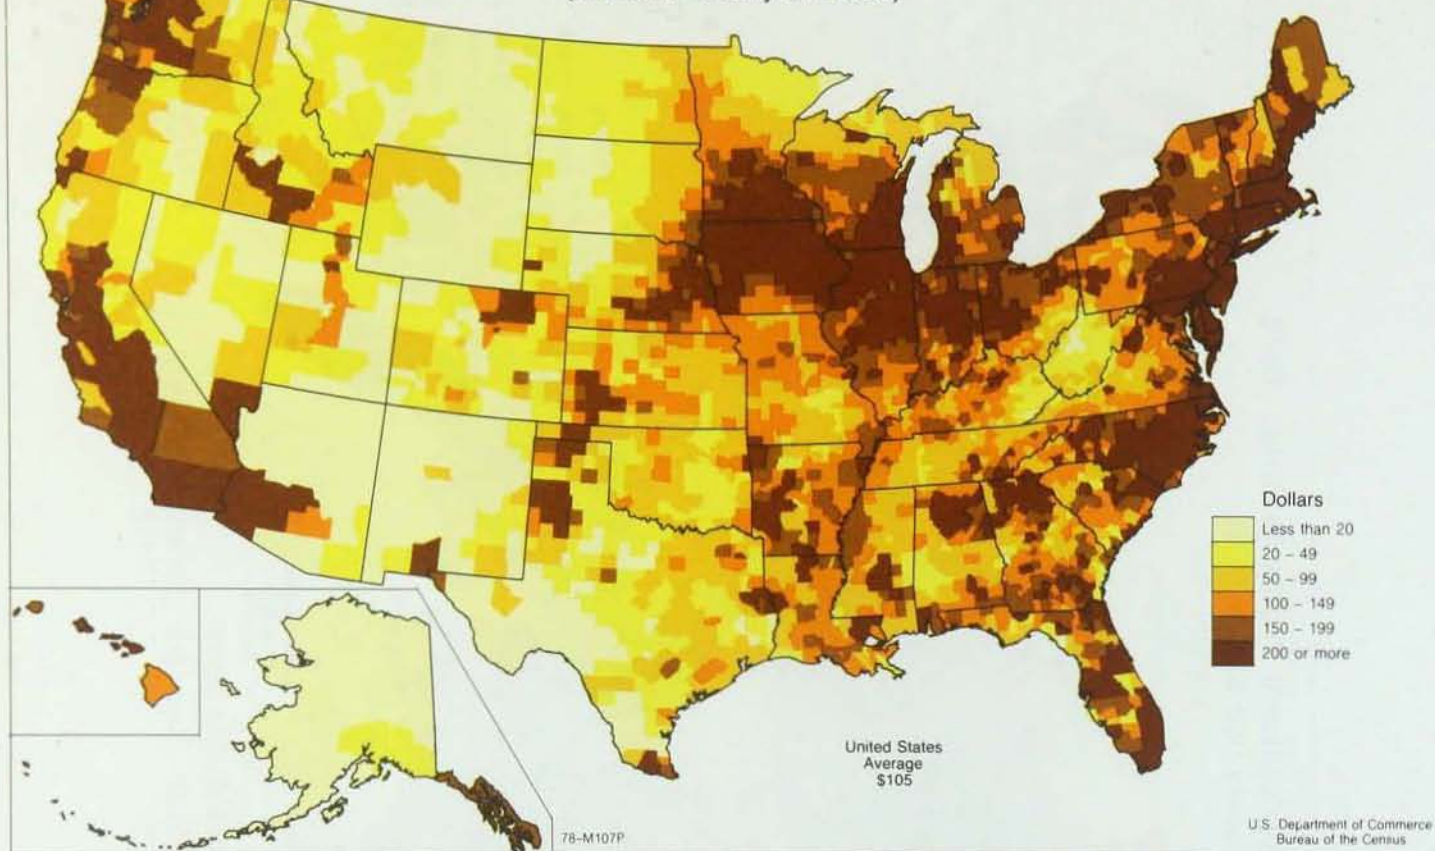 Dollars
Less than 20
20 – 49
50 – 99
100 – 149
150 – 199
200 or more
United States
Average
$105
78–M107P
U.S. Department of Commerce
Bureau of the Census